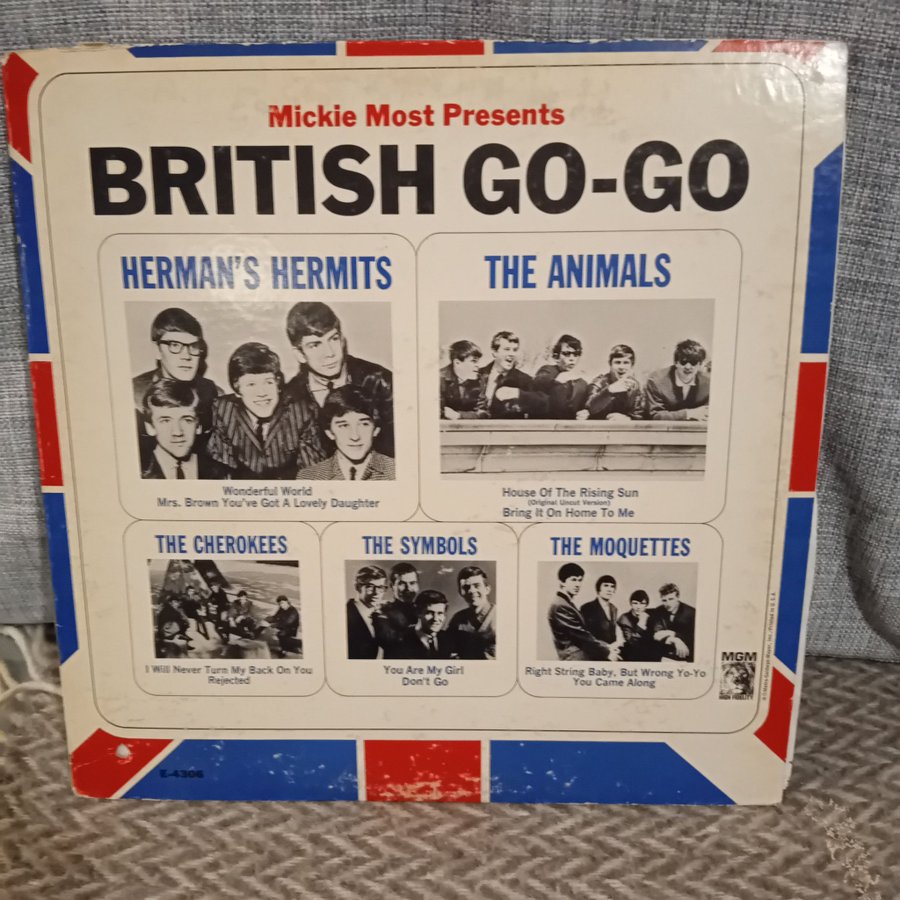 Mickie Most Presents
BRITISH GO-GO
HERMAN'S HERMITS
Wonderful World
Mrs. Brown You've Got A Lovely Daughter
THE ANIMALS
House Of The Rising Sun
(Original Uncut Version)
Bring It On Home To Me
THE CHEROKEES
I Will Never Turn My Back On You
Rejected
THE SYMBOLS
You Are My Girl
Don't Go
THE MOQUETTES
Right String Baby, But Wrong Yo-Yo
You Came Along
MGM
HIGH FIDELITY
E-4306